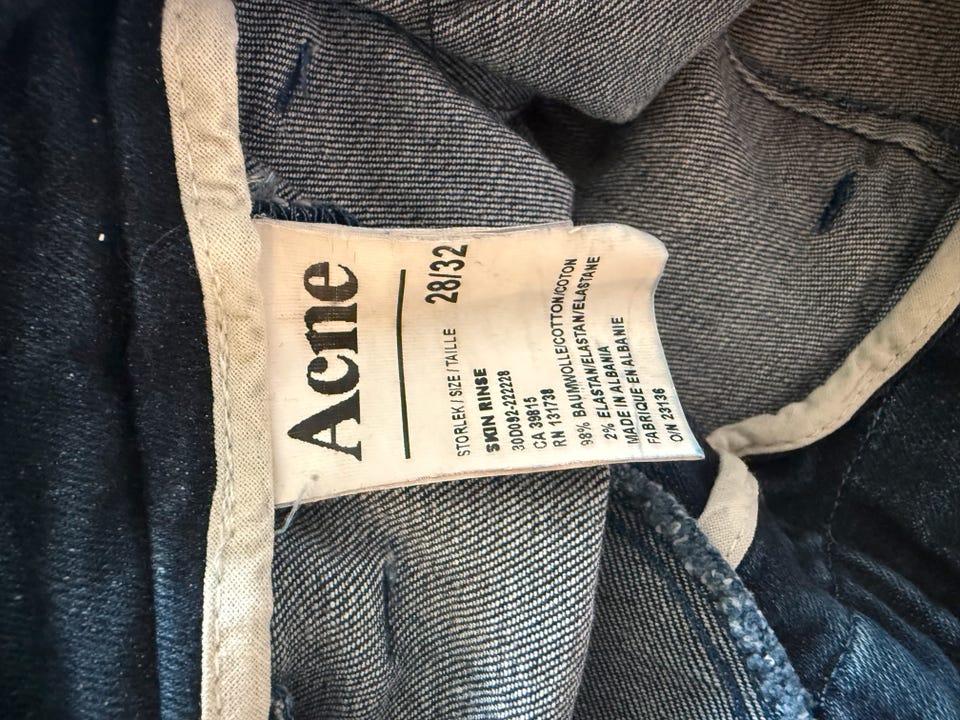 Acne
STORLEK / SIZE / TAILLE 28/32
SKIN RINSE
30D092-222228
CA 39815
RN 131738
98% BAUMWOLLE/COTTON/COTON
2% ELASTAN/ELASTAN/ELASTANE
MADE IN ALBANIA
FABRIQUE EN ALBANIE
O/N 23136